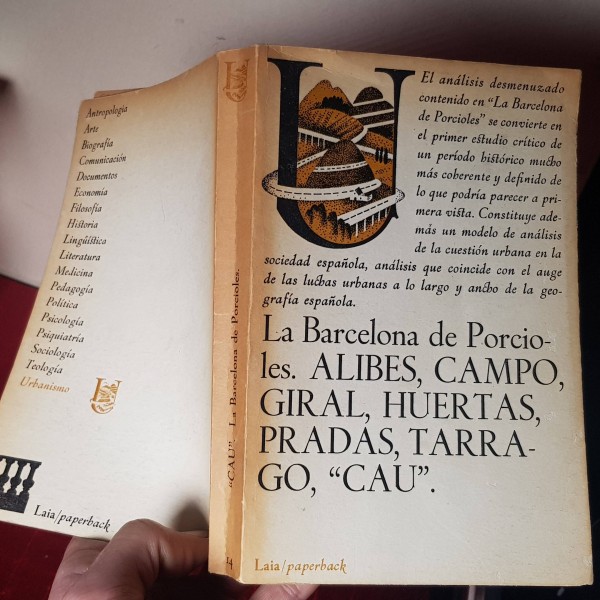 Antropologia
Arte
Biografía
Comunicación
Documentos
Economia
Filosofia
Historia
Lingüística
Literatura
Medicina
Pedagogía
Política
Psicología
Psiquiatría
Sociología
Teología
Urbanismo
Laia/paperback
"CAU". La Barcelona de Porcioles.
14
U
El análisis desmenuzado
contenido en "La Barcelona
de Porcioles" se convierte en
el primer estudio crítico de
un período histórico mucho
más coherente y definido de
lo que podría parecer a pri-
mera vista. Constituye ade-
más un modelo de análisis
de la cuestión urbana en la
sociedad española, análisis que coincide con el auge
de las luchas urbanas a lo largo y ancho de la geo-
grafía española.
La Barcelona de Porcio-
les. ALIBES, CAMPO,
GIRAL, HUERTAS,
PRADAS, TARRA-
GO, "CAU".
Laia/paperback